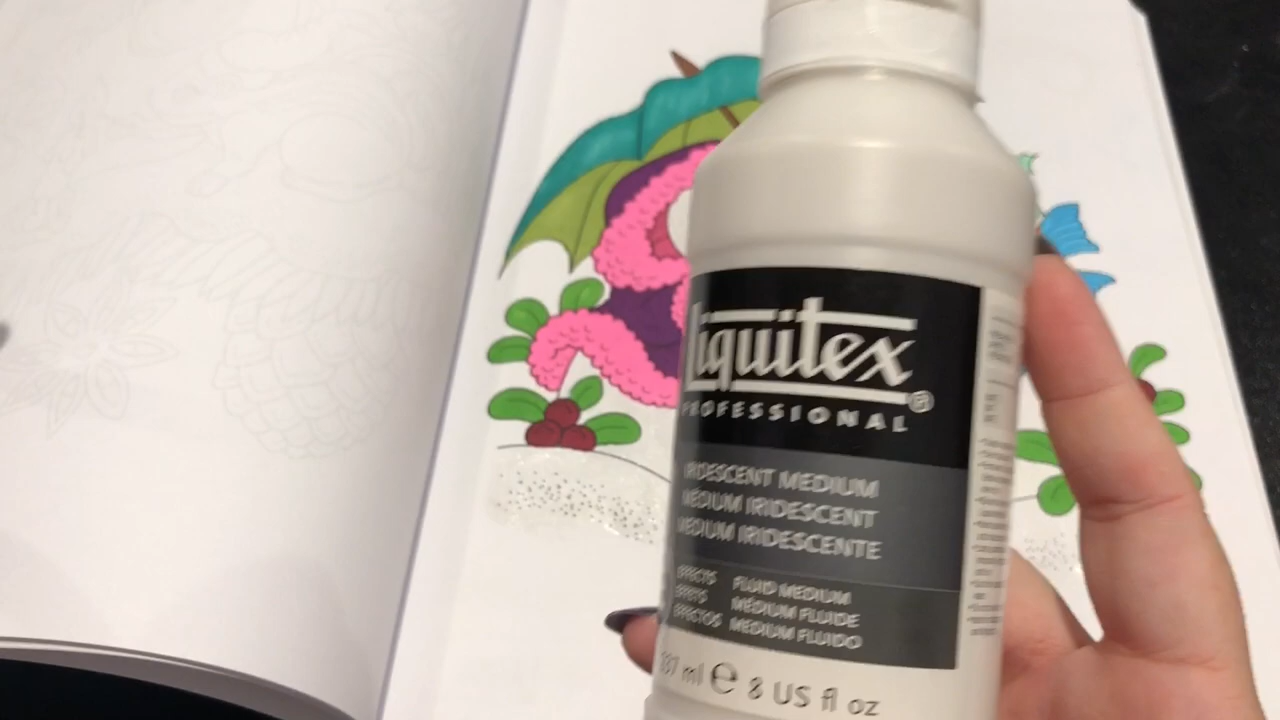 Liquitex®
PROFESSIONAL
IRIDESCENT MEDIUM
MÉDIUM IRIDESCENT
MEDIUM IRIDESCENTE
EFFECTS FLUID MEDIUM
EFFETS MÉDIUM FLUIDE
EFECTOS MEDIUM FLUIDO
237 ml ℮ 8 US fl oz